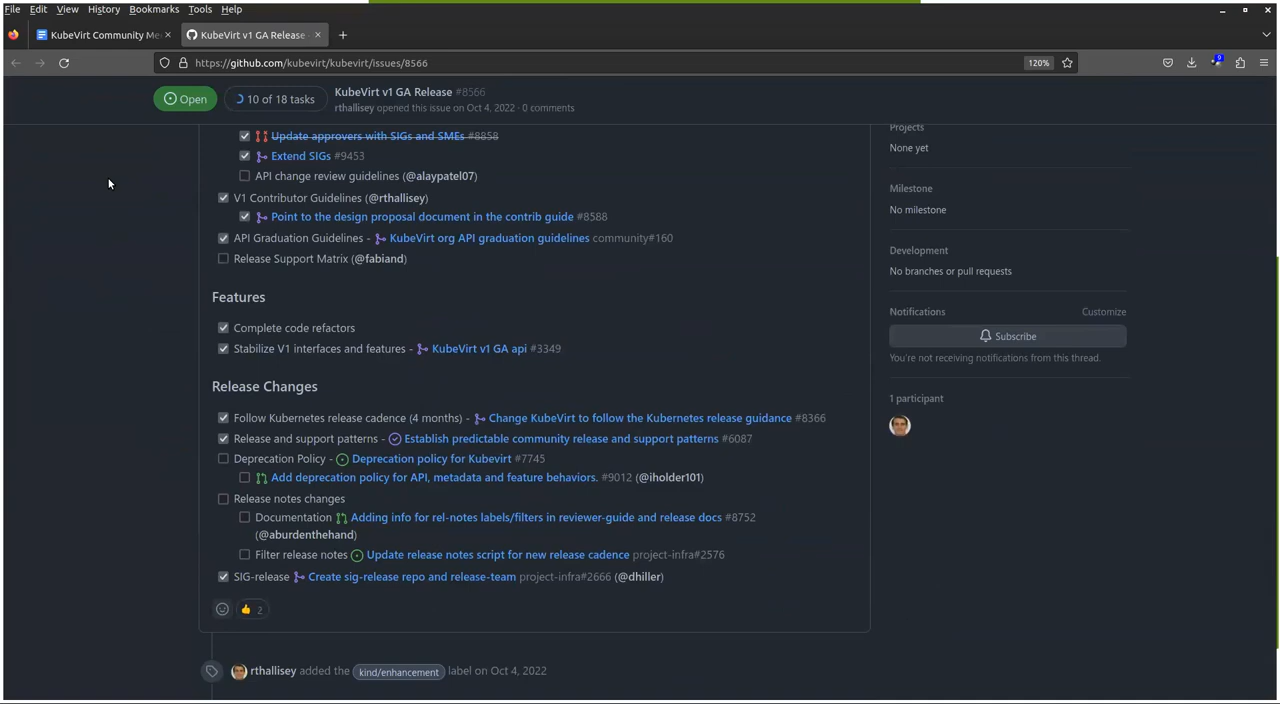 File Edit View History Bookmarks Tools Help
KubeVirt Community Me
KubeVirt v1 GA Release
https://github.com/kubevirt/kubevirt/issues/8566
120%
0
Open
10 of 18 tasks
KubeVirt v1 GA Release #8566
rthallisey opened this issue on Oct 4, 2022 · 0 comments
Update approvers with SIGs and SMEs #8858
Extend SIGs #9453
API change review guidelines (@alaypatel07)
V1 Contributor Guidelines (@rthallisey)
Point to the design proposal document in the contrib guide #8588
API Graduation Guidelines - KubeVirt org API graduation guidelines community#160
Release Support Matrix (@fabiand)
Features
Complete code refactors
Stabilize V1 interfaces and features - KubeVirt v1 GA api #3349
Release Changes
Follow Kubernetes release cadence (4 months) - Change KubeVirt to follow the Kubernetes release guidance #8366
Release and support patterns - Establish predictable community release and support patterns #6087
Deprecation Policy - Deprecation policy for Kubevirt #7745
Add deprecation policy for API, metadata and feature behaviors. #9012 (@iholder101)
Release notes changes
Documentation Adding info for rel-notes labels/filters in reviewer-guide and release docs #8752
(@aburdenthehand)
Filter release notes Update release notes script for new release cadence project-infra#2576
SIG-release Create sig-release repo and release-team project-infra#2666 (@dhiller)
2
rthallisey added the kind/enhancement label on Oct 4, 2022
Projects
None yet
Milestone
No milestone
Development
No branches or pull requests
Notifications Customize
Subscribe
You're not receiving notifications from this thread.
1 participant